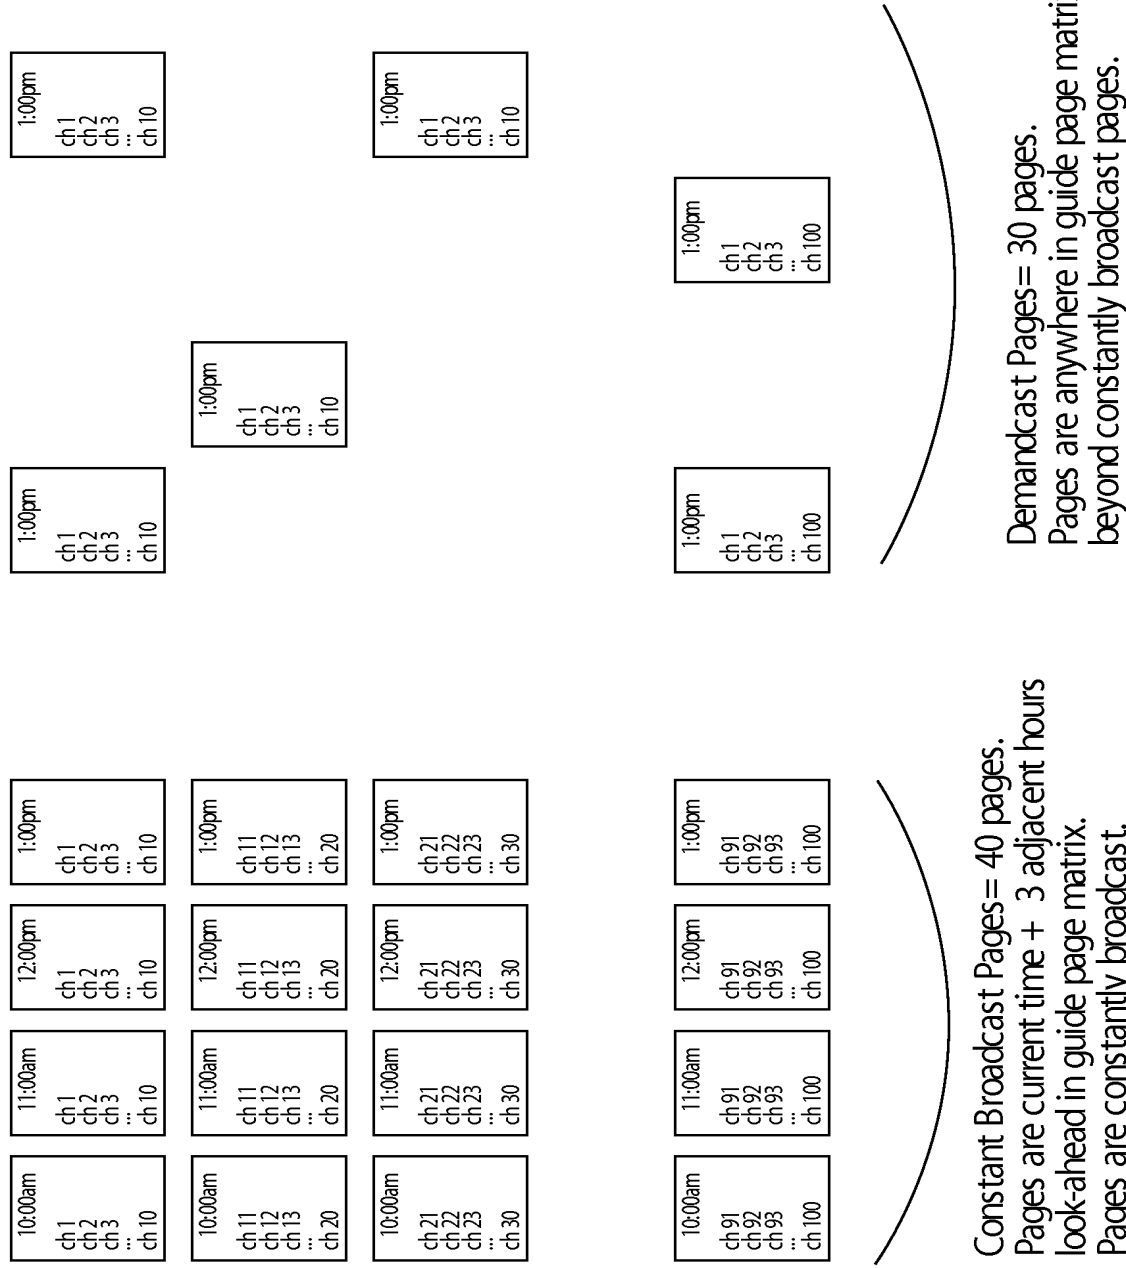 10:00am
ch 1
ch 2
ch 3
...
ch 10
11:00am
ch 1
ch 2
ch 3
...
ch 10
12:00pm
ch 1
ch 2
ch 3
...
ch 10
1:00pm
ch 1
ch 2
ch 3
...
ch 10
1:00pm
ch 1
ch 2
ch 3
...
ch 10
1:00pm
ch 1
ch 2
ch 3
...
ch 10
10:00am
ch 11
ch 12
ch 13
...
ch 20
11:00am
ch 11
ch 12
ch 13
...
ch 20
12:00pm
ch 11
ch 12
ch 13
...
ch 20
1:00pm
ch 11
ch 12
ch 13
...
ch 20
1:00pm
ch 1
ch 2
ch 3
...
ch 10
10:00am
ch 21
ch 22
ch 23
...
ch 30
11:00am
ch 21
ch 22
ch 23
...
ch 30
12:00pm
ch 21
ch 22
ch 23
...
ch 30
1:00pm
ch 21
ch 22
ch 23
...
ch 30
1:00pm
ch 1
ch 2
ch 3
...
ch 10
10:00am
ch 91
ch 92
ch 93
...
ch 100
11:00am
ch 91
ch 92
ch 93
...
ch 100
12:00pm
ch 91
ch 92
ch 93
...
ch 100
1:00pm
ch 91
ch 92
ch 93
...
ch 100
1:00pm
ch 1
ch 2
ch 3
...
ch 100
1:00pm
ch 1
ch 2
ch 3
...
ch 100
Constant Broadcast Pages= 40 pages.
Pages are current time + 3 adjacent hours
look-ahead in guide page matrix.
Pages are constantly broadcast.
Demandcast Pages= 30 pages.
Pages are anywhere in guide page matrix
beyond constantly broadcast pages.